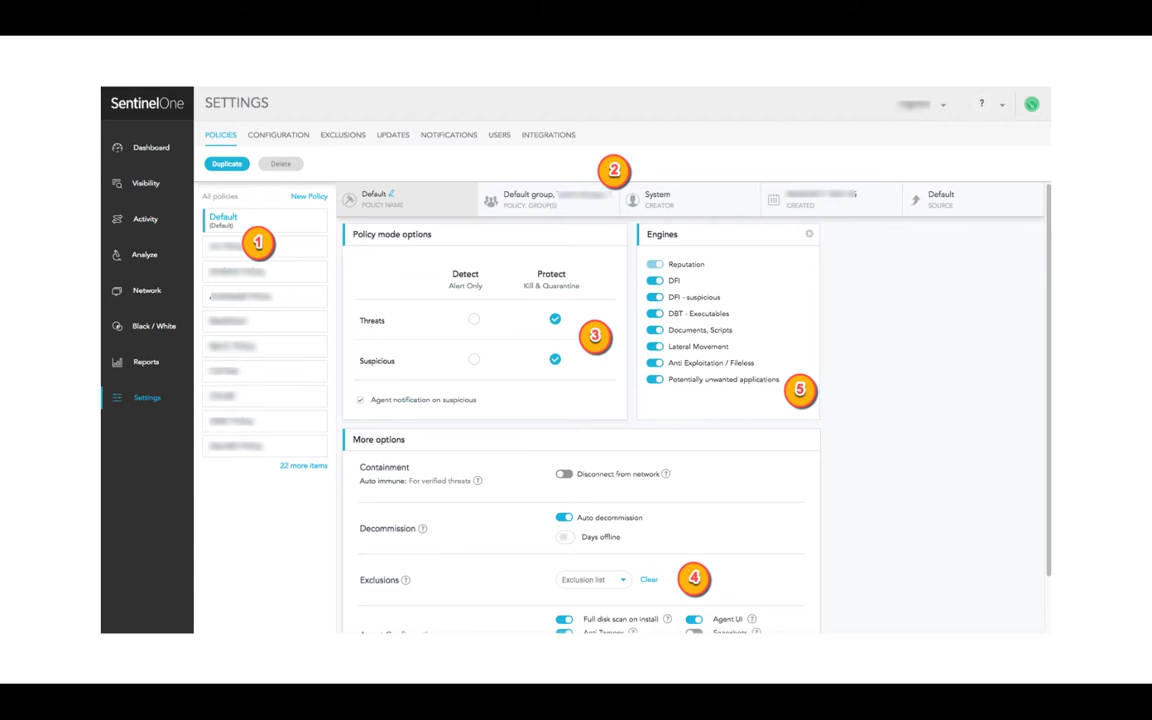 SentinelOne
SETTINGS
?
POLICIES CONFIGURATION EXCLUSIONS UPDATES NOTIFICATIONS USERS INTEGRATIONS
Duplicate Delete
Dashboard
Visibility
Activity
Analyze
Network
Black / White
Reports
Settings
All policies New Policy
Default
(Default)
1
22 more items
2
Default
POLICY NAME
Default group,
POLICY: GROUP(S)
System
CREATOR
CREATED
Default
SOURCE
Policy mode options
Detect Protect
Alert Only Kill & Quarantine
Threats
3
Suspicious
Agent notification on suspicious
Engines
Reputation
DFI
DFI - suspicious
DBT - Executables
Documents, Scripts
Lateral Movement
Anti Exploitation / Fileless
Potentially unwanted applications
5
More options
Containment
Auto immune: For verified threats ?
Disconnect from network ?
Decommission ?
Auto decommission
Days offline
Exclusions ?
Exclusion list Clear
4
Full disk scan on install ? Agent UI ?
Anti Tamper ? Snapshots ?